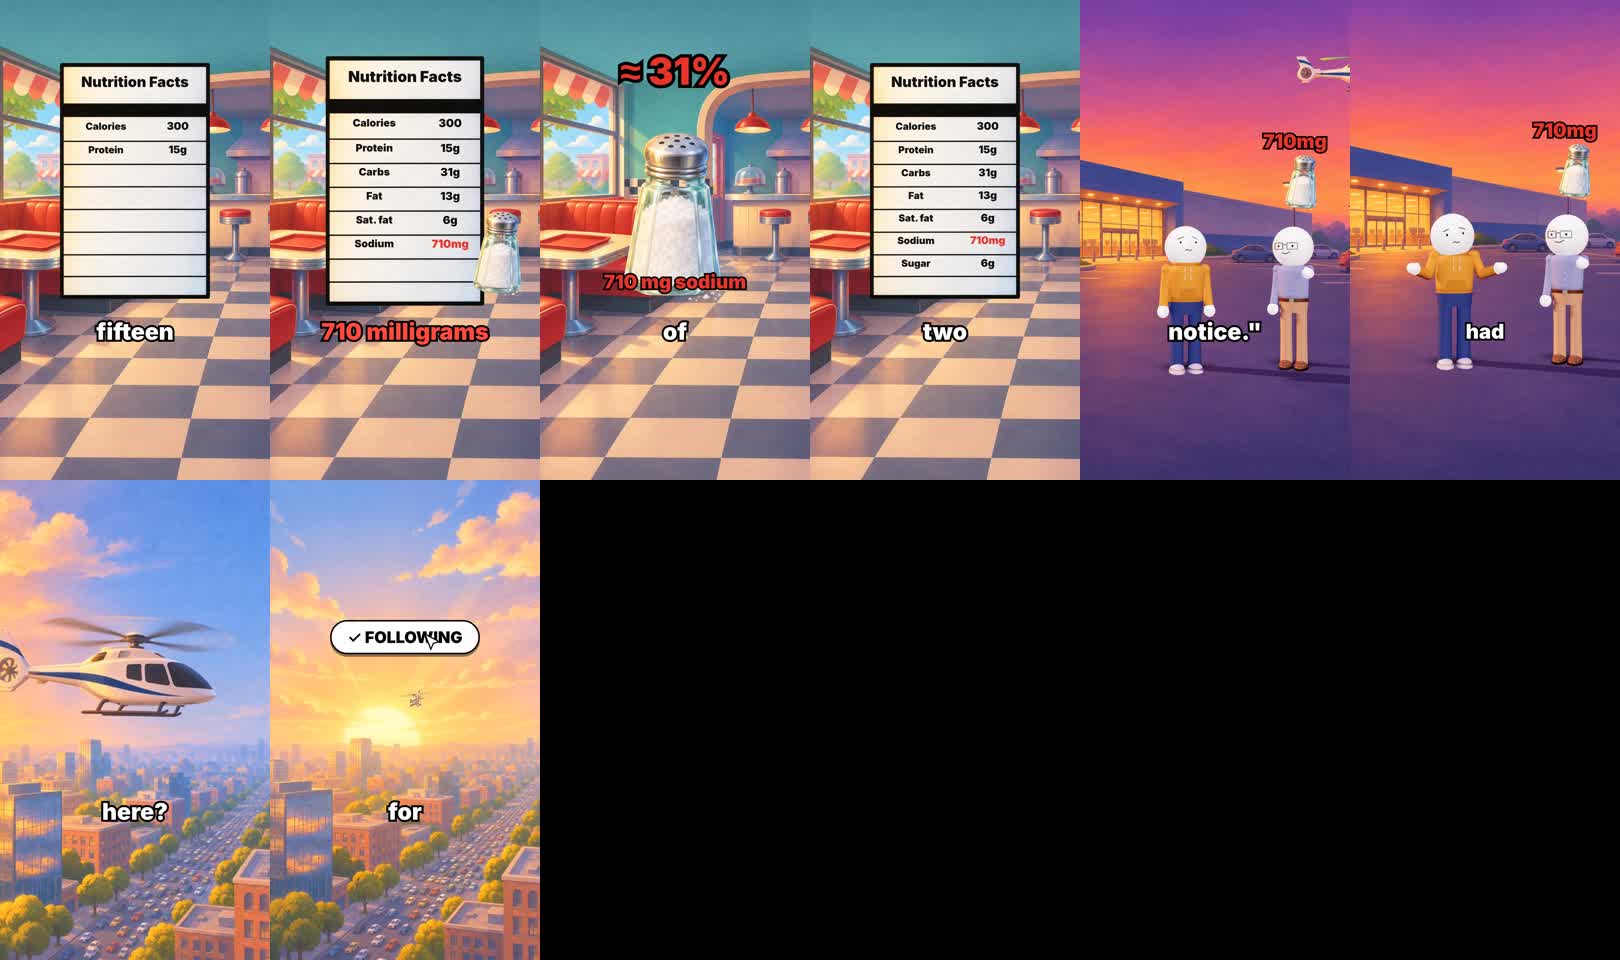 Nutrition Facts
Calories 300
Protein 15g
fifteen
Nutrition Facts
Calories 300
Protein 15g
Carbs 31g
Fat 13g
Sat. fat 6g
Sodium 710mg
710 milligrams
≈31%
710 mg sodium
of
Nutrition Facts
Calories 300
Protein 15g
Carbs 31g
Fat 13g
Sat. fat 6g
Sodium 710mg
Sugar 6g
two
710mg
notice."
710mg
had
here?
✓ FOLLOWING
for